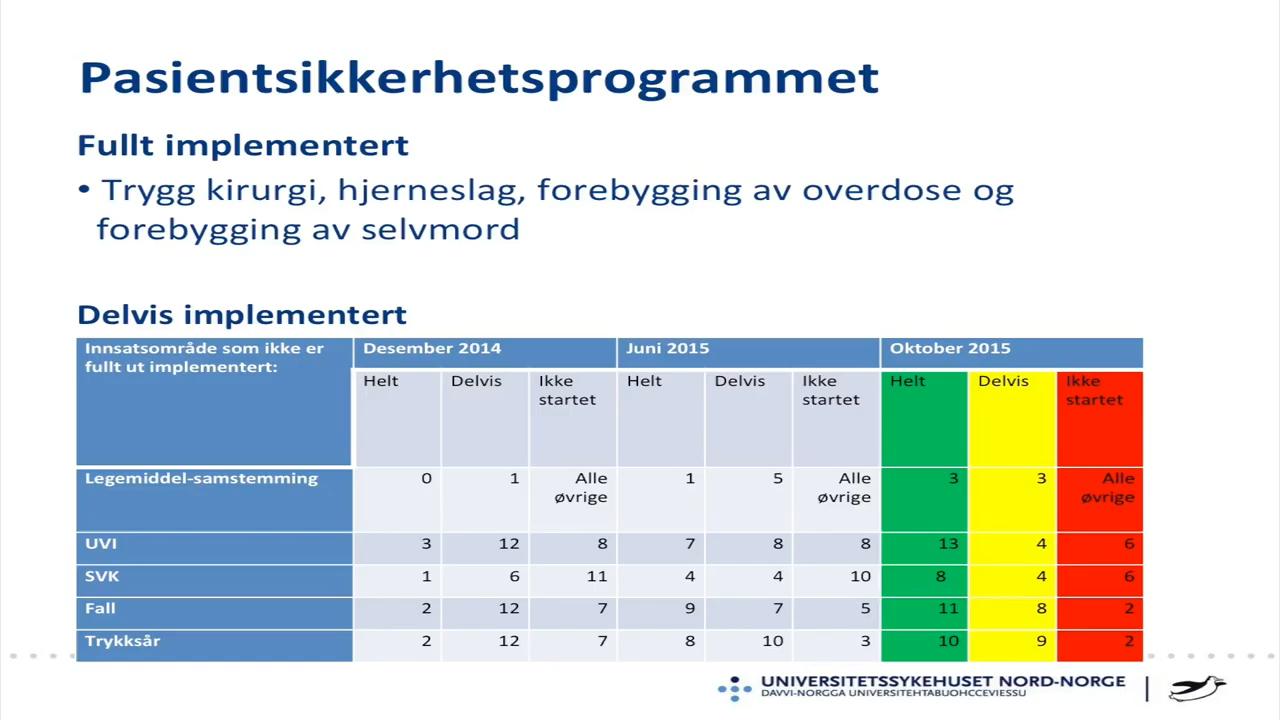 Pasientsikkerhetsprogrammet
Fullt implementert
• Trygg kirurgi, hjerneslag, forebygging av overdose og
forebygging av selvmord
Delvis implementert
Innsatsområde som ikke er
fullt ut implementert:
Desember 2014
Juni 2015
Oktober 2015
Helt Delvis Ikke startet Helt Delvis Ikke startet Helt Delvis Ikke startet
Legemiddel-samstemming 0 1 Alle øvrige 1 5 Alle øvrige 3 3 Alle øvrige
UVI 3 12 8 7 8 8 13 4 6
SVK 1 6 11 4 4 10 8 4 6
Fall 2 12 7 9 7 5 11 8 2
Trykksår 2 12 7 8 10 3 10 9 2
UNIVERSITETSSYKEHUSET NORD-NORGE
DAVVI-NORGGA UNIVERSITEHTABUOHCCEVIESSU